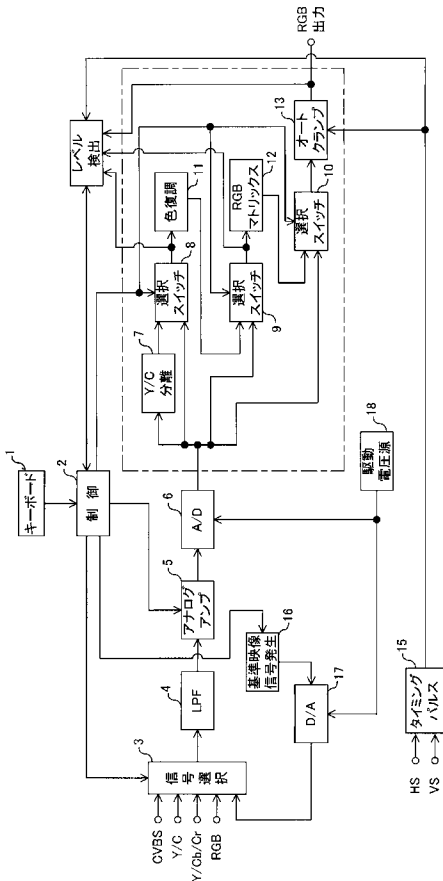 キーボード
1
制御
2
信号選択
3
CVBS
Y/C
Y/Cb/Cr
RGB
LPF
4
アナログ
アンプ
5
A/D
6
Y/C
分離
7
選択
スイッチ
8
色復調
11
選択
スイッチ
9
RGB
マトリックス
12
選択
スイッチ
10
オート
クランプ
13
レベル
検出
RGB
出力
基準映像
信号発生
16
D/A
17
駆動
電圧源
18
タイミング
パルス
15
HS
VS